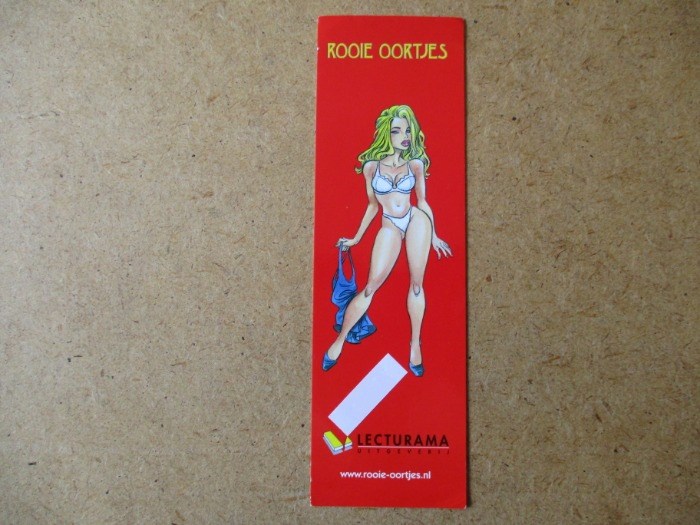 ROOIE OORTJES
LECTURAMA
UITGEVERIJ
www.rooie-oortjes.nl